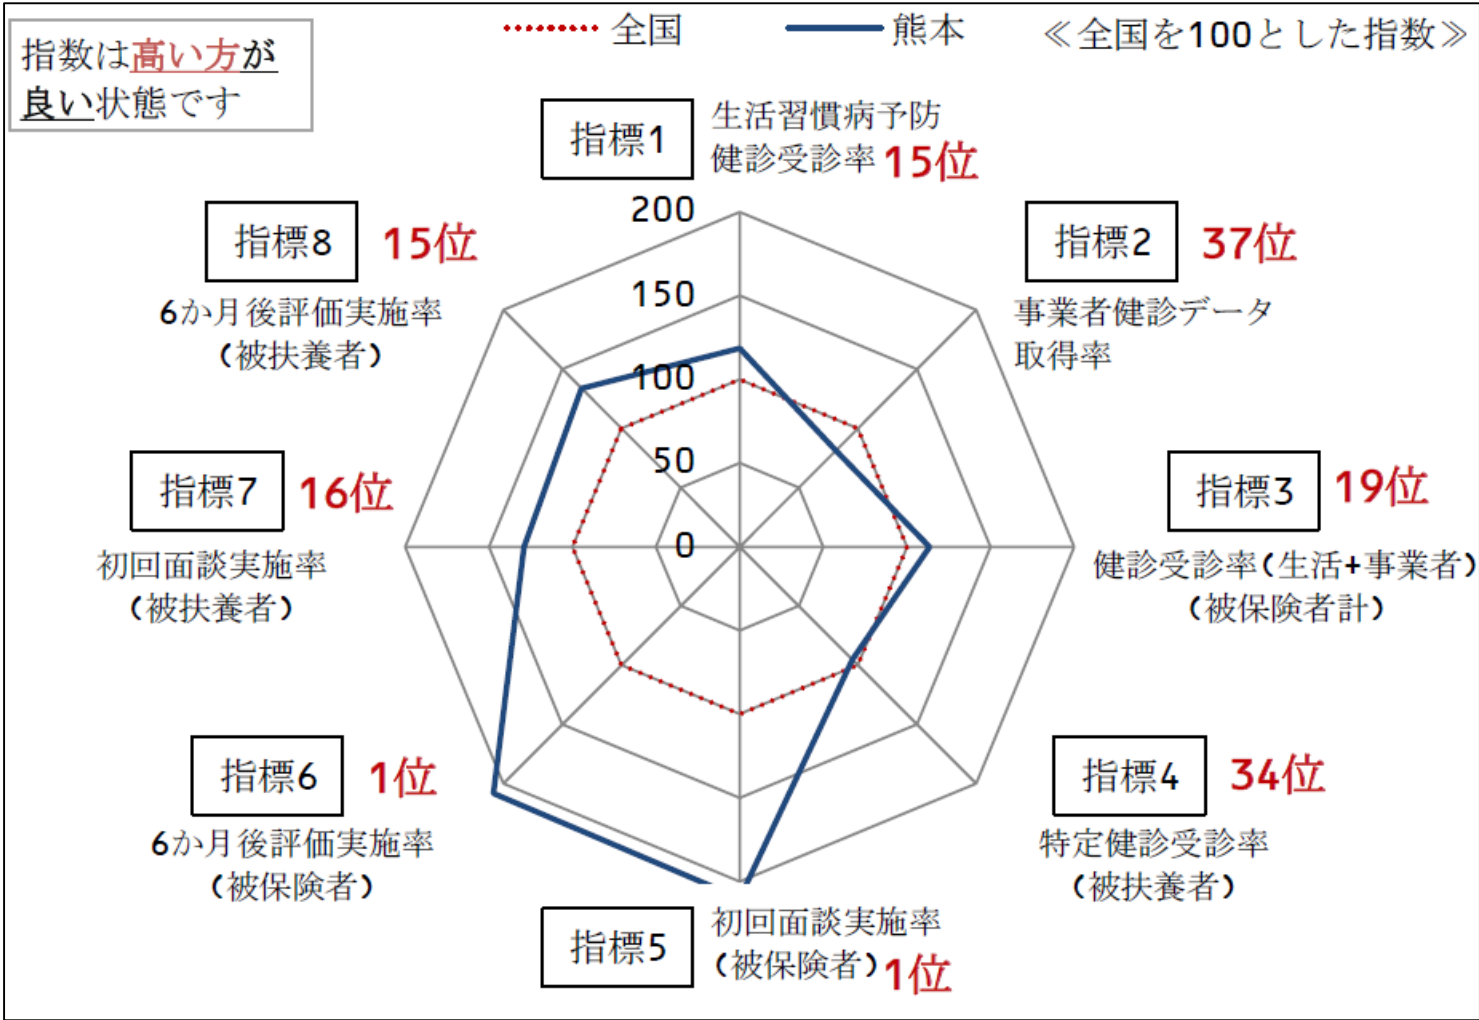 指数は高い方が
良い状態です
全国
熊本
≪全国を100とした指数≫
指標1
生活習慣病予防
健診受診率 15位
指標2 37位
事業者健診データ
取得率
指標3 19位
健診受診率(生活+事業者)
(被保険者計)
指標4 34位
特定健診受診率
(被扶養者)
指標5
初回面談実施率
(被保険者) 1位
指標6 1位
6か月後評価実施率
(被保険者)
指標7 16位
初回面談実施率
(被扶養者)
指標8 15位
6か月後評価実施率
(被扶養者)
200
150
100
50
0